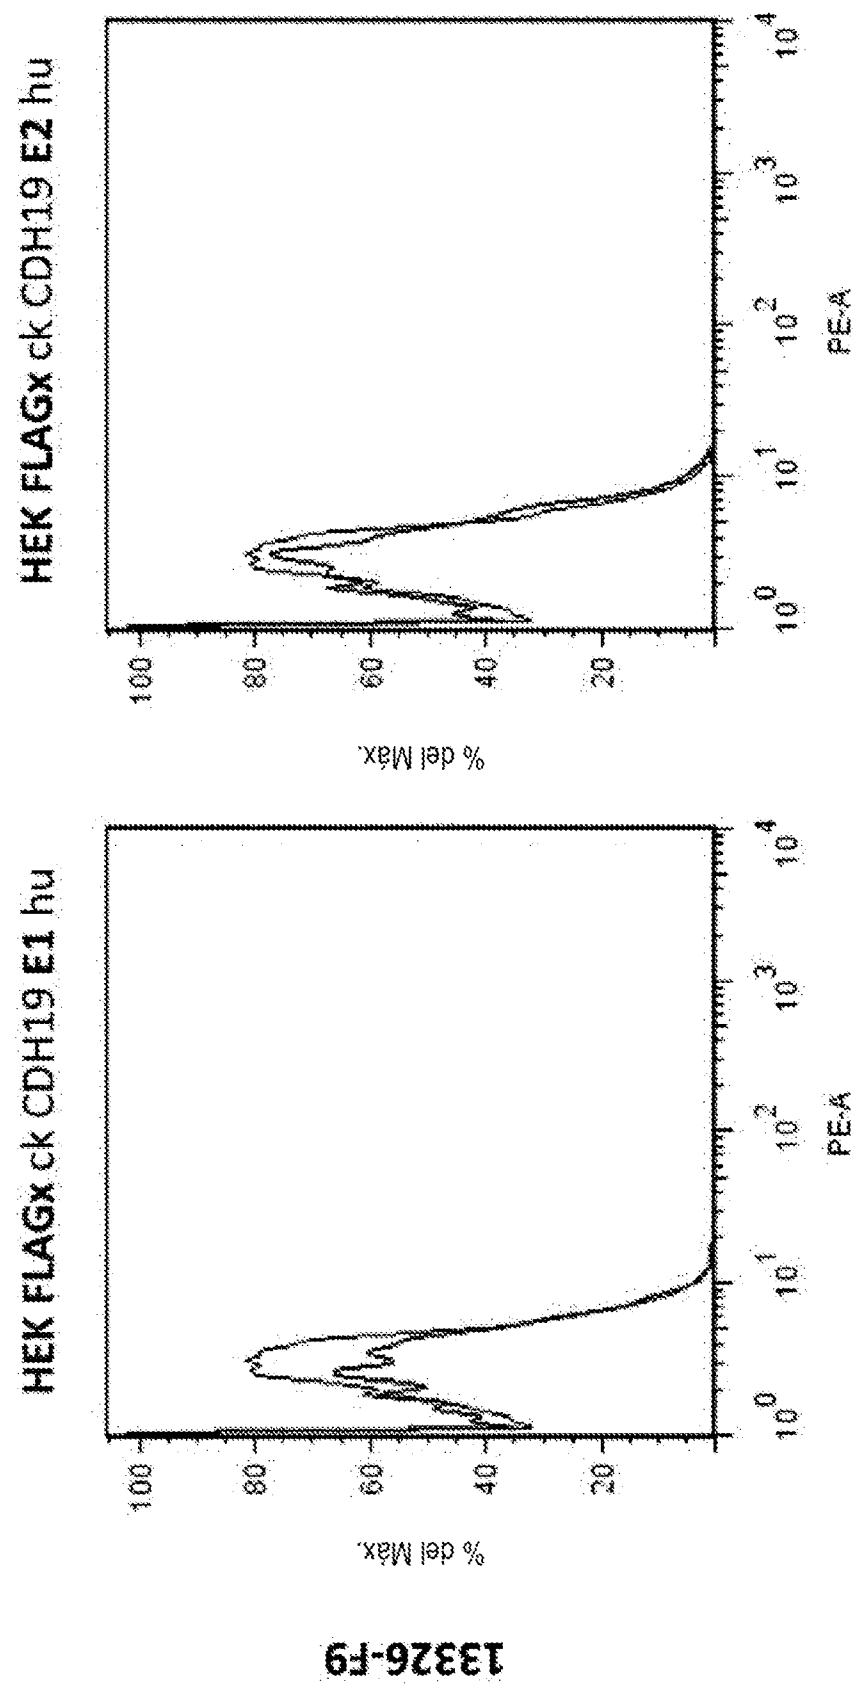 13326-F9
HEK FLAGx ck CDH19 E1 hu
% del Máx.
100
80
60
40
20
10^0
10^1
10^2
10^3
10^4
PE-A
HEK FLAGx ck CDH19 E2 hu
% del Máx.
100
80
60
40
20
10^0
10^1
10^2
10^3
10^4
PE-A